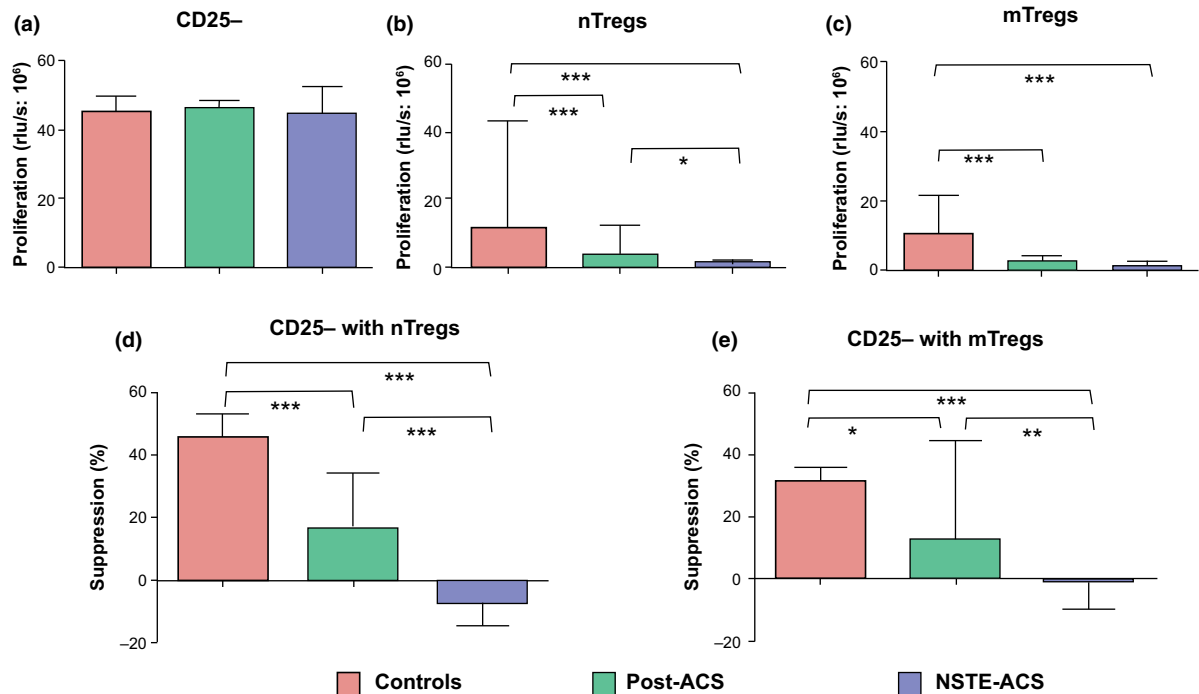 (a)
CD25–
Proliferation (rlu/s: 10⁶)
60
40
20
0
(b)
nTregs
Proliferation (rlu/s: 10⁶)
60
40
20
0
***
***
*
(c)
mTregs
Proliferation (rlu/s: 10⁶)
60
40
20
0
***
***
(d)
CD25– with nTregs
Suppression (%)
60
40
20
0
–20
***
***
***
(e)
CD25– with mTregs
Suppression (%)
60
40
20
0
–20
***
*
**
Controls
Post-ACS
NSTE-ACS